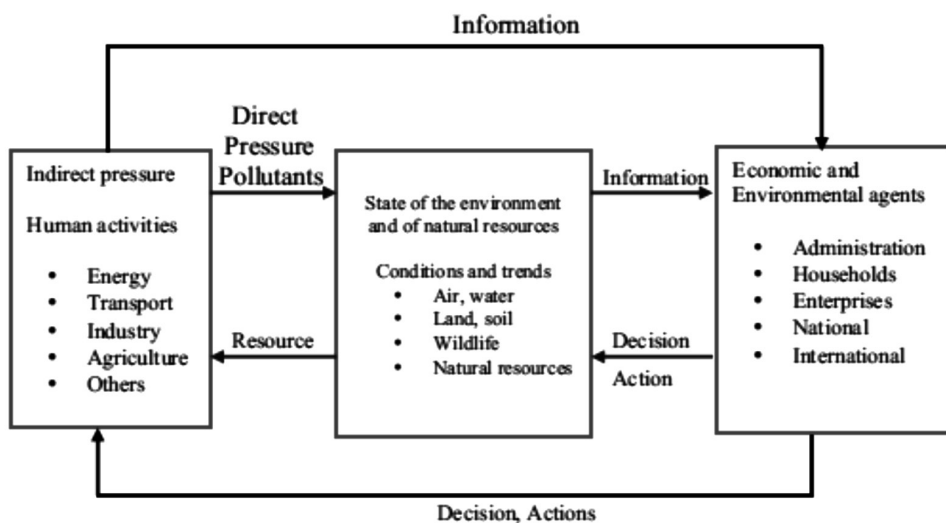 Information
Direct
Pressure
Pollutants
Indirect pressure
Human activities
• Energy
• Transport
• Industry
• Agriculture
• Others
Resource
State of the environment
and of natural resources
Conditions and trends
• Air, water
• Land, soil
• Wildlife
• Natural resources
Information
Decision
Action
Economic and
Environmental agents
• Administration
• Households
• Enterprises
• National
• International
Decision, Actions